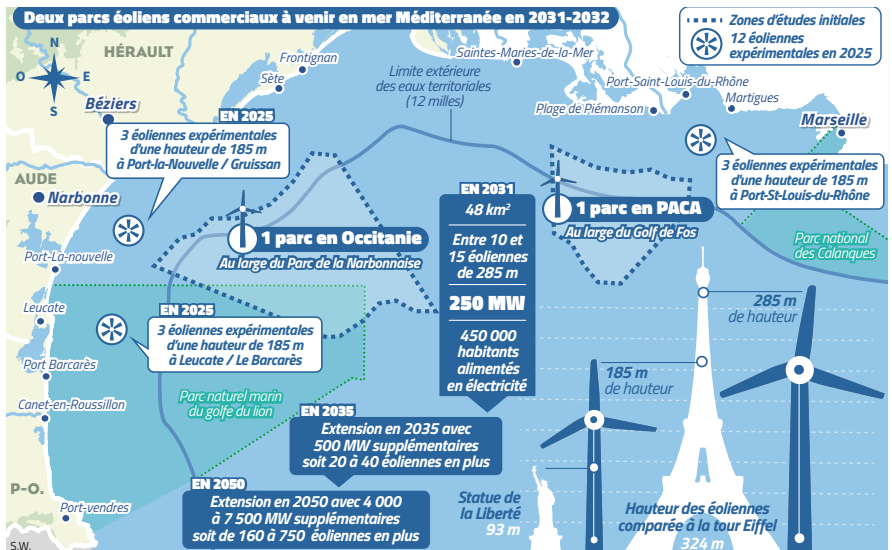 Deux parcs éoliens commerciaux à venir en mer Méditerranée en 2031-2032
Zones d'études initiales
12 éoliennes
expérimentales en 2025
N
O
E
S
HÉRAULT
Frontignan
Sète
Béziers
Saintes-Maries-de-la-Mer
Limite extérieure
des eaux territoriales
(12 milles)
Port-Saint-Louis-du-Rhône
Martigues
Plage de Piémanson
Marseille
EN 2025
3 éoliennes expérimentales
d'une hauteur de 185 m
à Port-la-Nouvelle / Gruissan
3 éoliennes expérimentales
d'une hauteur de 185 m
à Port-St-Louis-du-Rhône
AUDE
Narbonne
Port-La-nouvelle
Leucate
Port Barcarès
Canet-en-Roussillon
P-O.
Port-vendres
S.W.
1 parc en Occitanie
Au large du Parc de la Narbonnaise
1 parc en PACA
Au large du Golf de Fos
Parc national
des Calanques
EN 2031
48 km²
Entre 10 et
15 éoliennes
de 285 m
250 MW
450 000
habitants
alimentés
en électricité
EN 2025
3 éoliennes expérimentales
d'une hauteur de 185 m
à Leucate / Le Barcarès
Parc naturel marin
du golfe du lion
EN 2035
Extension en 2035 avec
500 MW supplémentaires
soit 20 à 40 éoliennes en plus
EN 2050
Extension en 2050 avec 4 000
à 7 500 MW supplémentaires
soit de 160 à 750 éoliennes en plus
285 m
de hauteur
185 m
de hauteur
Statue de
la Liberté
93 m
Hauteur des éoliennes
comparée à la tour Eiffel
324 m